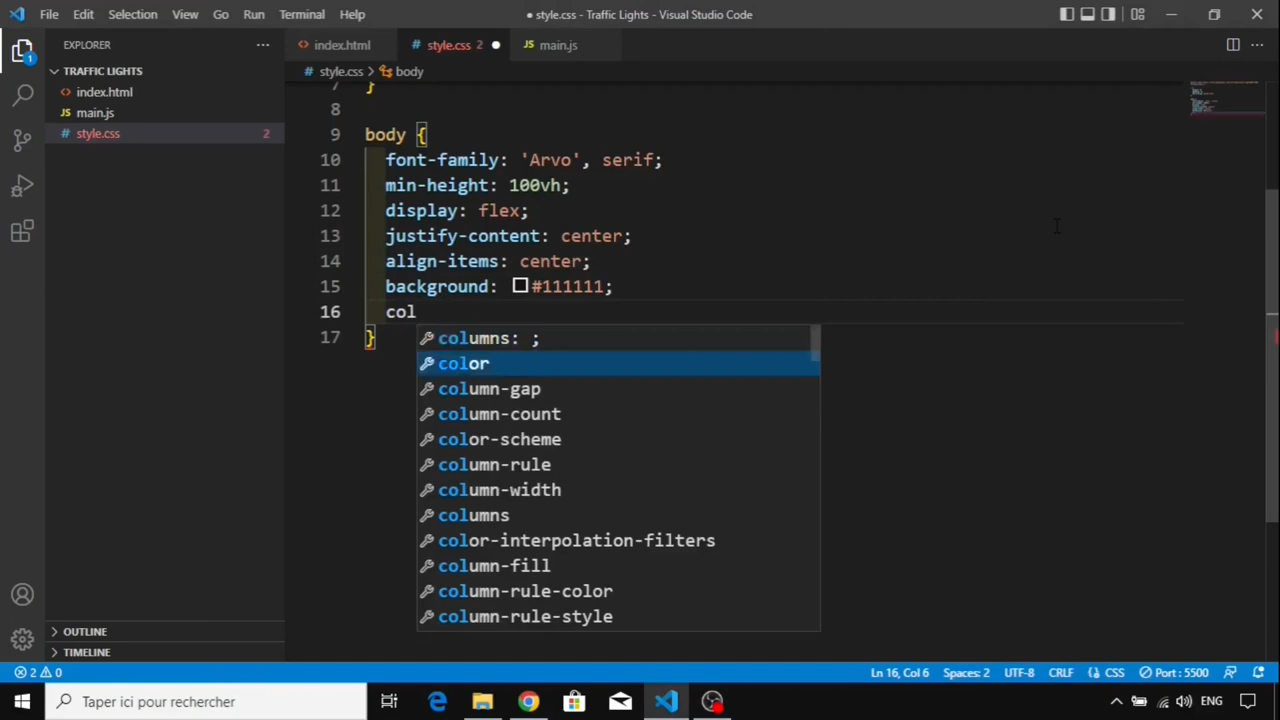 File Edit Selection View Go Run Terminal Help
● style.css - Traffic Lights - Visual Studio Code
EXPLORER
TRAFFIC LIGHTS
index.html
JS main.js
# style.css 2
OUTLINE
TIMELINE
index.html
# style.css 2 ●
JS main.js
# style.css > body
7 }
8
9 body {
10 font-family: 'Arvo', serif;
11 min-height: 100vh;
12 display: flex;
13 justify-content: center;
14 align-items: center;
15 background: #111111;
16 col
17 }
columns: ;
color
column-gap
column-count
color-scheme
column-rule
column-width
columns
color-interpolation-filters
column-fill
column-rule-color
column-rule-style
1
2 0
Ln 16, Col 6 Spaces: 2 UTF-8 CRLF {} CSS Port : 5500
Taper ici pour rechercher
ENG